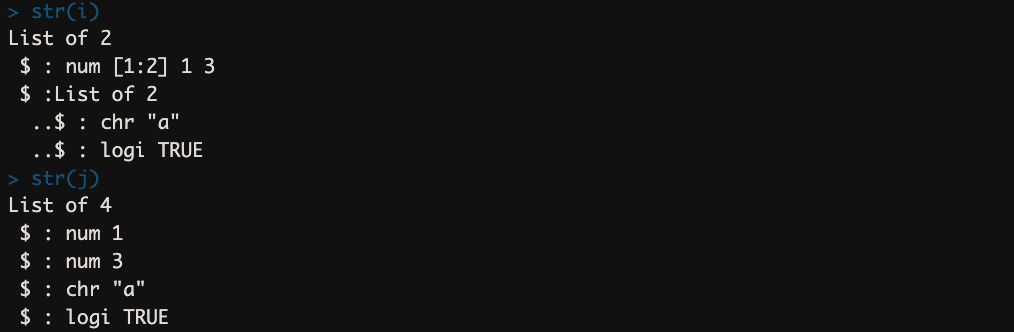 > str(i)
List of 2
 $ : num [1:2] 1 3
 $ :List of 2
  ..$ : chr "a"
  ..$ : logi TRUE
> str(j)
List of 4
 $ : num 1
 $ : num 3
 $ : chr "a"
 $ : logi TRUE